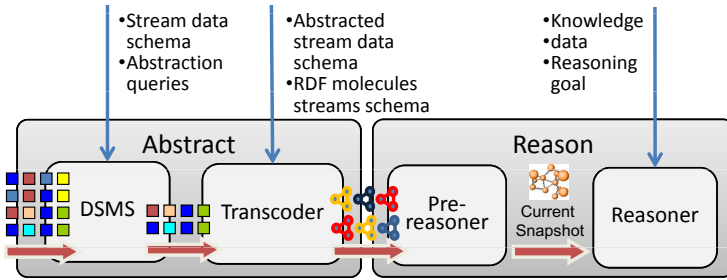 •Stream data
schema
•Abstraction
queries
•Abstracted
stream data
schema
•RDF molecules
streams schema
•Knowledge
•data
•Reasoning
goal
Abstract
Reason
DSMS
Transcoder
Pre-
reasoner
Current
Snapshot
Reasoner